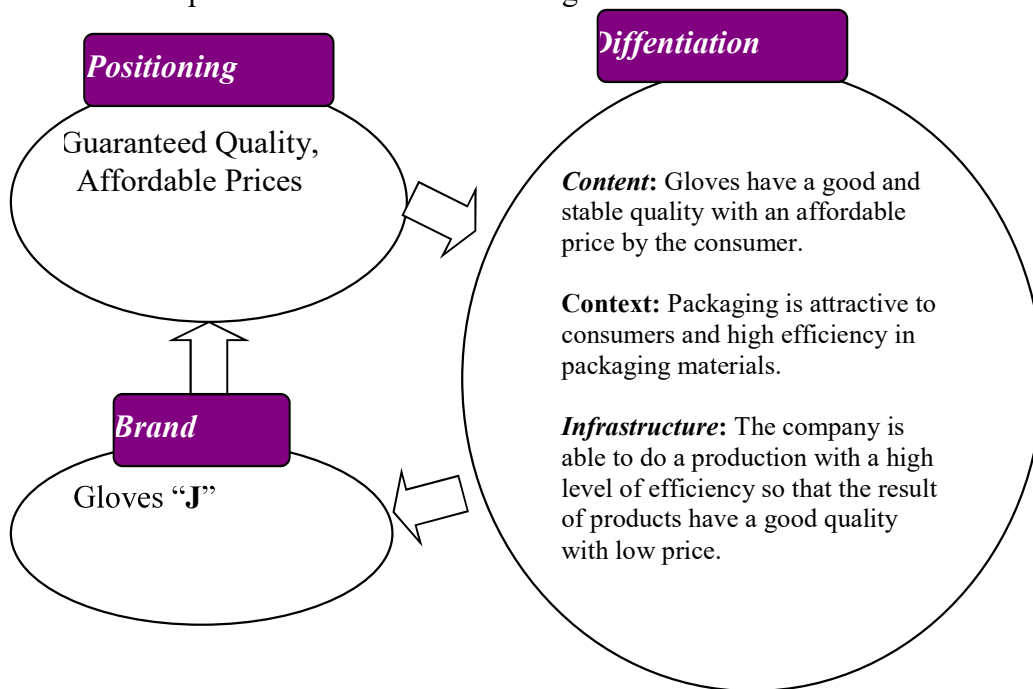 Positioning
Guaranteed Quality,
Affordable Prices
Diffentiation
Content: Gloves have a good and
stable quality with an affordable
price by the consumer.
Context: Packaging is attractive to
consumers and high efficiency in
packaging materials.
Infrastructure: The company is
able to do a production with a high
level of efficiency so that the result
of products have a good quality
with low price.
Brand
Gloves “J”